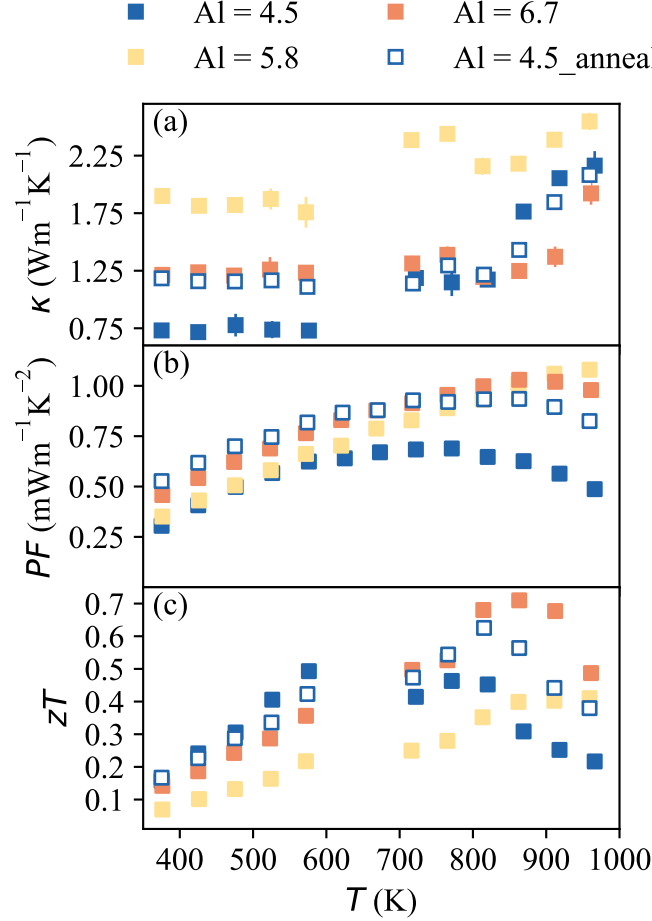 Al = 4.5
Al = 6.7
Al = 5.8
Al = 4.5_anneal
(a)
2.25
1.75
1.25
0.75
κ (Wm⁻¹K⁻¹)
(b)
1.00
0.75
0.50
0.25
PF (mWm⁻¹K⁻²)
(c)
0.7
0.6
0.5
0.4
0.3
0.2
0.1
zT
400 500 600 700 800 900 1000
T (K)